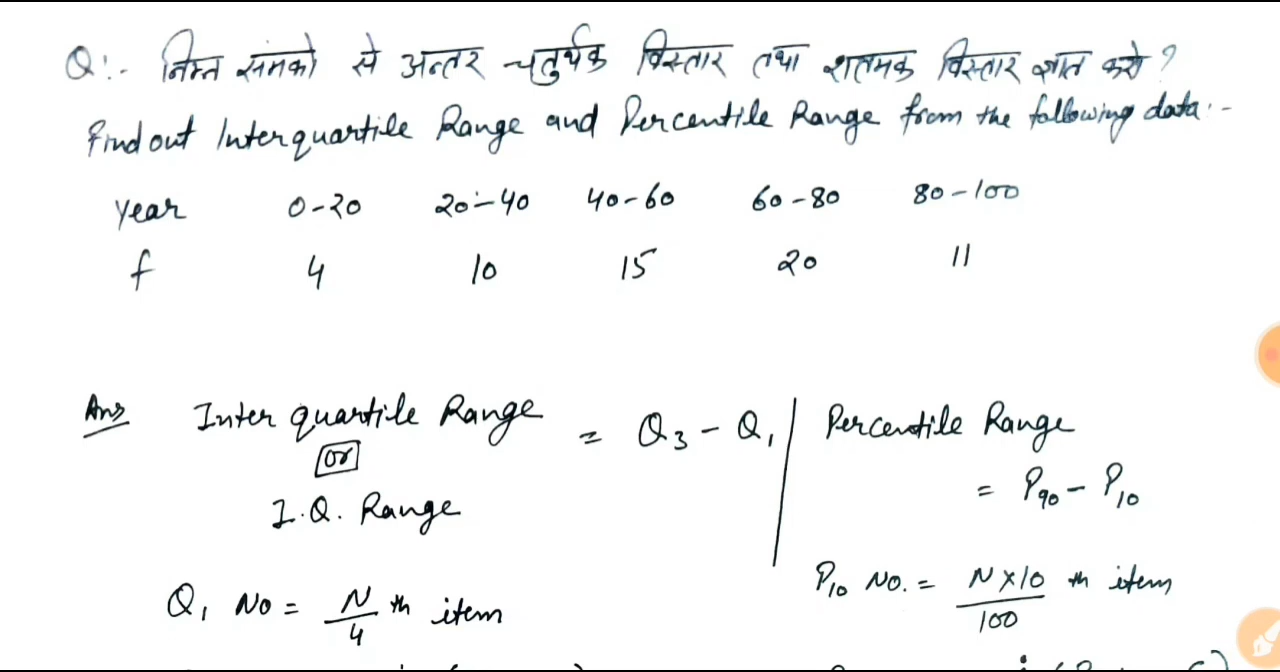 Q:- निम्न समंको से अन्तर चतुर्थक विस्तार तथा शतमक विस्तार ज्ञात करो ?
Find out Interquartile Range and Percentile Range from the following data:-
year 0-20 20-40 40-60 60-80 80-100
f 4 10 15 20 11
Ans Inter quartile Range = Q3 - Q1
or
I.Q. Range
Percentile Range
= P90 - P10
Q1 No = N/4 th item
P10 No. = N×10/100 th item